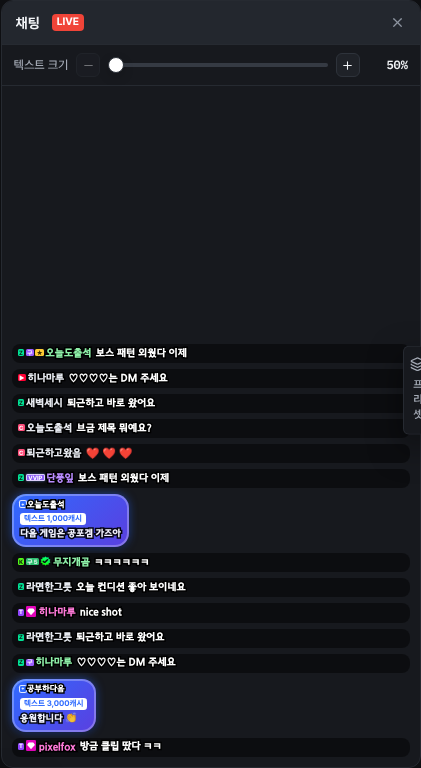 채팅 LIVE
텍스트 크기 50%
오늘도출석 보스 패턴 외웠다 이제
히나마루 ♡♡♡♡는 DM 주세요
새벽세시 퇴근하고 바로 왔어요
오늘도출석 브금 제목 뭐예요?
퇴근하고왔음 ❤️ ❤️ ❤️
VVIP 단풍잎 보스 패턴 외웠다 이제
프리셋
오늘도출석
텍스트 1,000캐시
다음 게임은 공포겜 가즈아
무지개곰 ㅋㅋㅋㅋㅋㅋ
라면한그릇 오늘 컨디션 좋아 보이네요
히나마루 nice shot
라면한그릇 퇴근하고 바로 왔어요
히나마루 ♡♡♡♡는 DM 주세요
공부하다옴
텍스트 3,000캐시
응원합니다 👏
pixelfox 방금 클립 땄다 ㅋㅋ